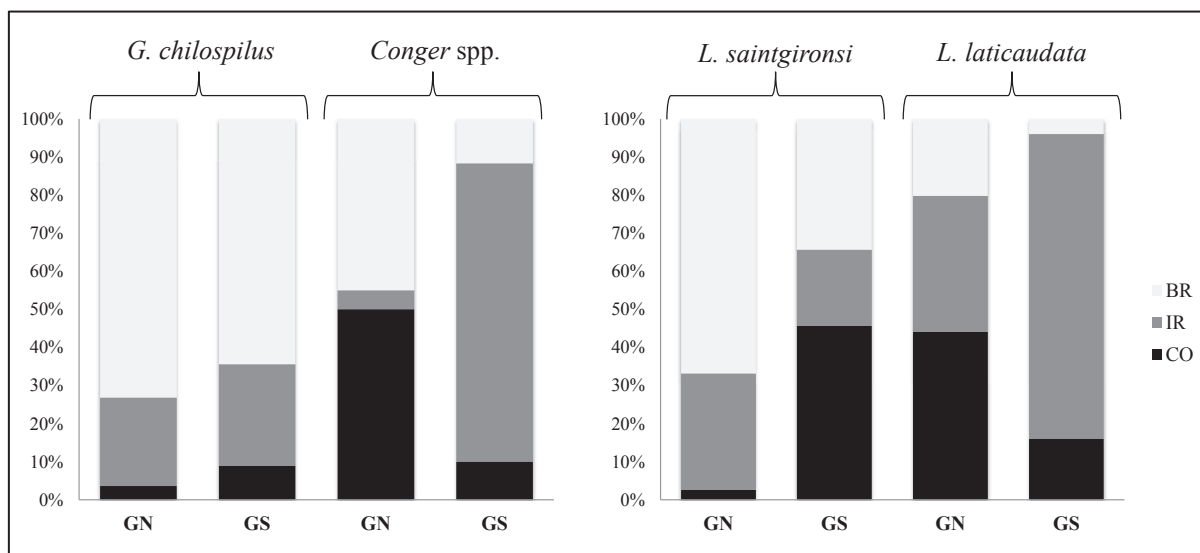 G. chilospilus
Conger spp.
L. saintgironsi
L. laticaudata
100%
90%
80%
70%
60%
50%
40%
30%
20%
10%
0%
GN
GS
GN
GS
100%
90%
80%
70%
60%
50%
40%
30%
20%
10%
0%
GN
GS
GN
GS
BR
IR
CO